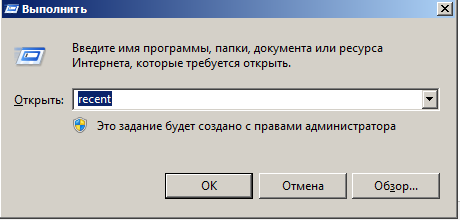 Выполнить
Введите имя программы, папки, документа или ресурса
Интернета, которые требуется открыть.
Открыть: recent
Это задание будет создано с правами администратора
ОК Отмена Обзор...